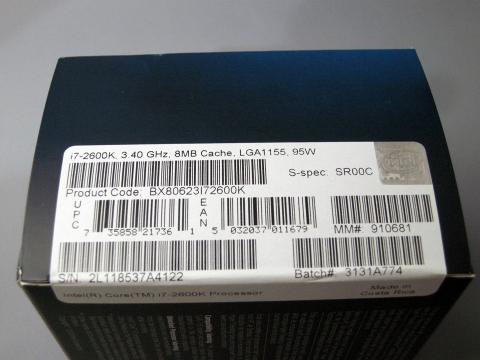 i7-2600K, 3.40 GHz, 8MB Cache, LGA1155, 95W
S-spec: SR00C
Product Code: BX80623I72600K
UPC
7 35858 21736 1
EAN
5 032037 011679
MM# 910681
S/N: 2L118537A4122
Batch# 3131A774
Intel(R) Core(TM) i7-2600K Processor
Made in
Costa Rica